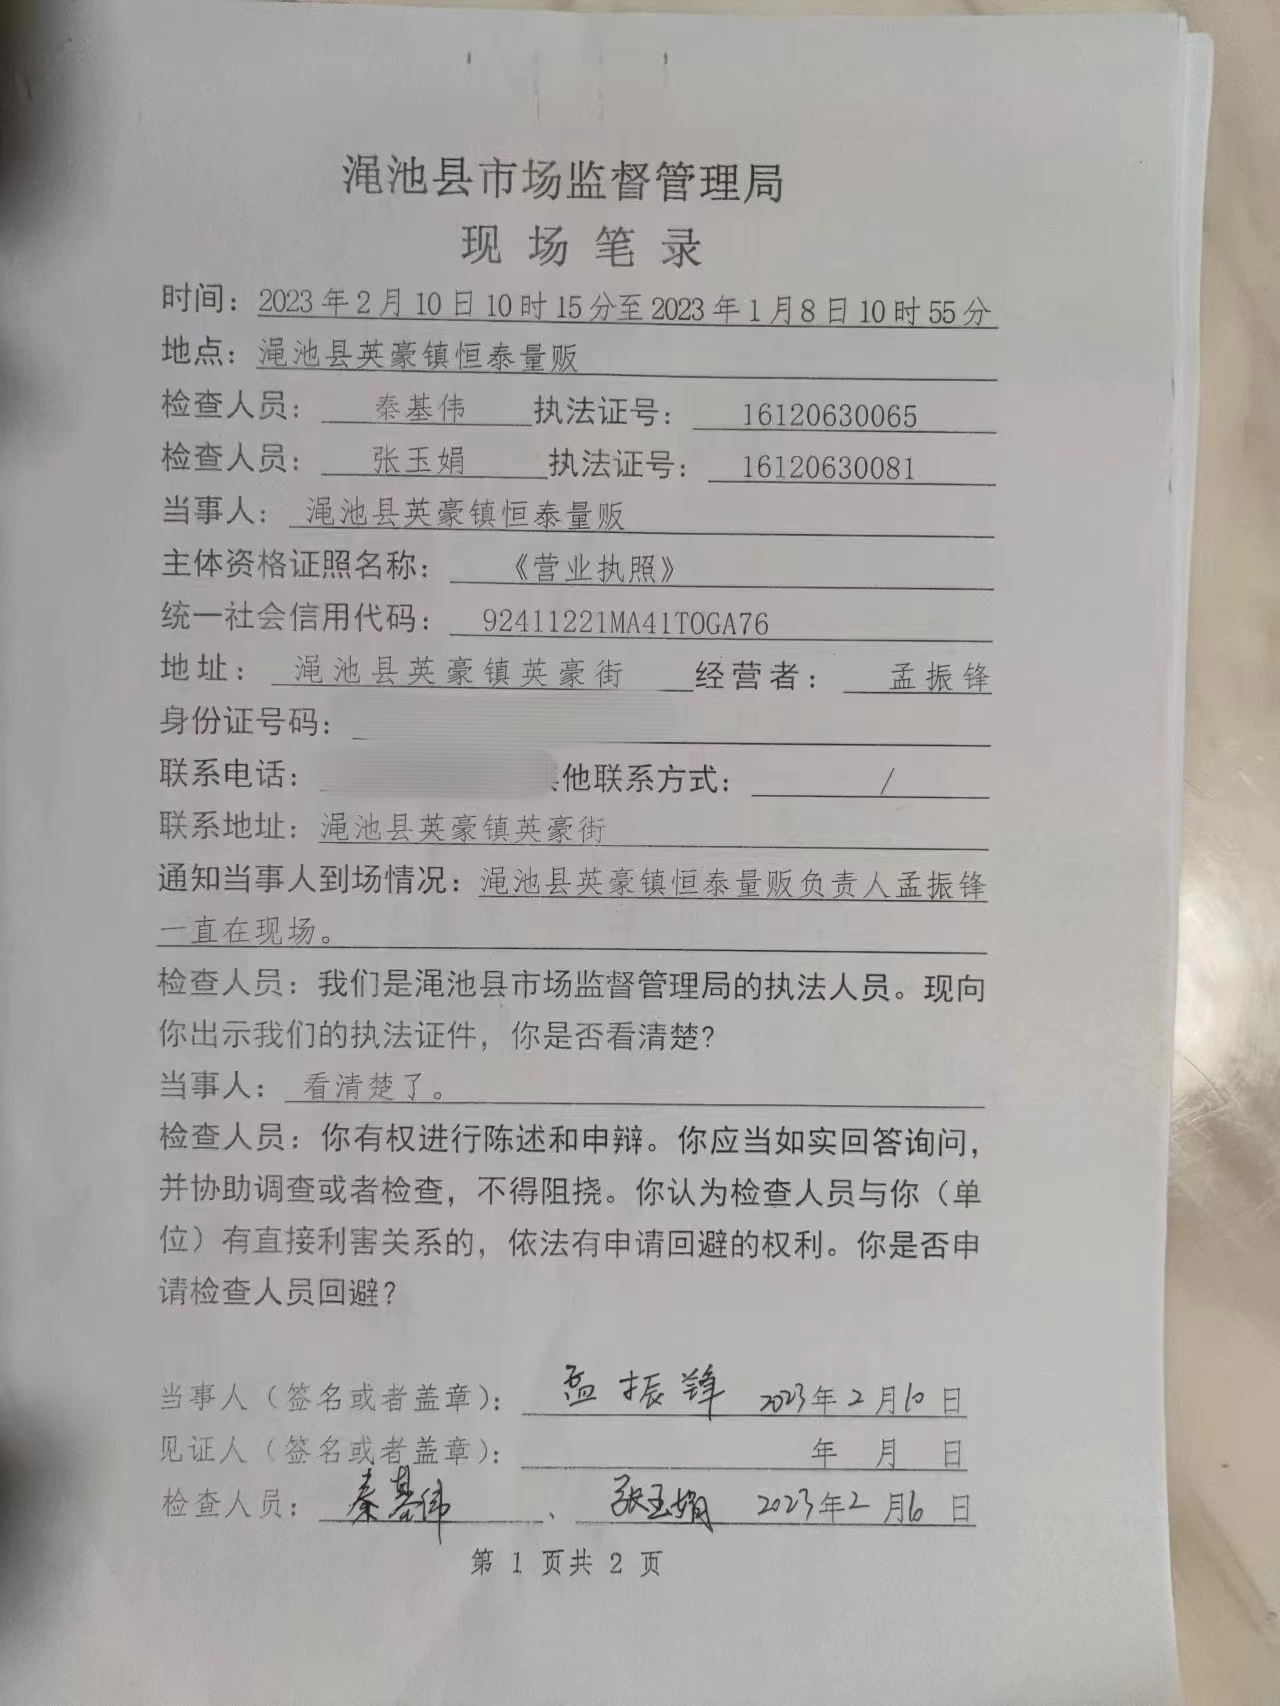 渑池县市场监督管理局
现场笔录
时间：2023年2月10日10时15分至2023年1月8日10时55分
地点：渑池县英豪镇恒泰量贩
检查人员：秦基伟 执法证号：16120630065
检查人员：张玉娟 执法证号：16120630081
当事人：渑池县英豪镇恒泰量贩
主体资格证照名称：《营业执照》
统一社会信用代码：92411221MA41TOGA76
地址：渑池县英豪镇英豪街 经营者：孟振锋
身份证号码：
联系电话： 他联系方式：/
联系地址：渑池县英豪镇英豪街
通知当事人到场情况：渑池县英豪镇恒泰量贩负责人孟振锋
一直在现场。
检查人员：我们是渑池县市场监督管理局的执法人员。现向
你出示我们的执法证件，你是否看清楚？
当事人：看清楚了。
检查人员：你有权进行陈述和申辩。你应当如实回答询问，
并协助调查或者检查，不得阻挠。你认为检查人员与你（单
位）有直接利害关系的，依法有申请回避的权利。你是否申
请检查人员回避？
当事人（签名或者盖章）：孟振锋 2023年2月10日
见证人（签名或者盖章）： 年 月 日
检查人员：秦基伟、张玉娟 2023年2月10日
第 1 页共 2 页